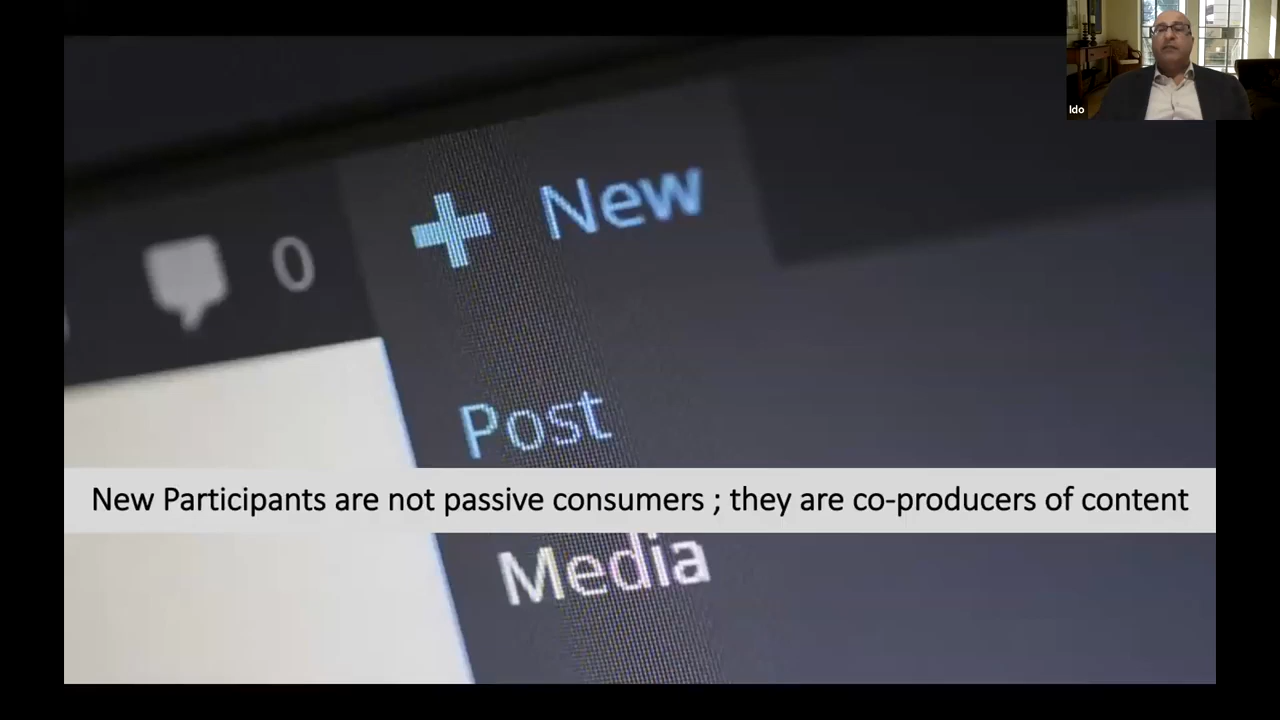 Ido
+ New
0
Post
New Participants are not passive consumers ; they are co-producers of content
Media